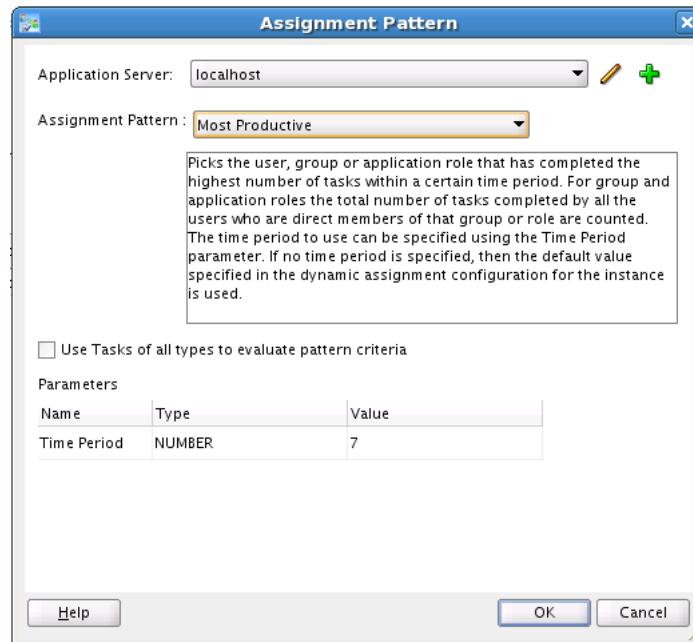 Assignment Pattern
Application Server: localhost
Assignment Pattern : Most Productive
Picks the user, group or application role that has completed the
highest number of tasks within a certain time period. For group and
application roles the total number of tasks completed by all the
users who are direct members of that group or role are counted.
The time period to use can be specified using the Time Period
parameter. If no time period is specified, then the default value
specified in the dynamic assignment configuration for the instance
is used.
Use Tasks of all types to evaluate pattern criteria
Parameters
Name Type Value
Time Period NUMBER 7
Help OK Cancel